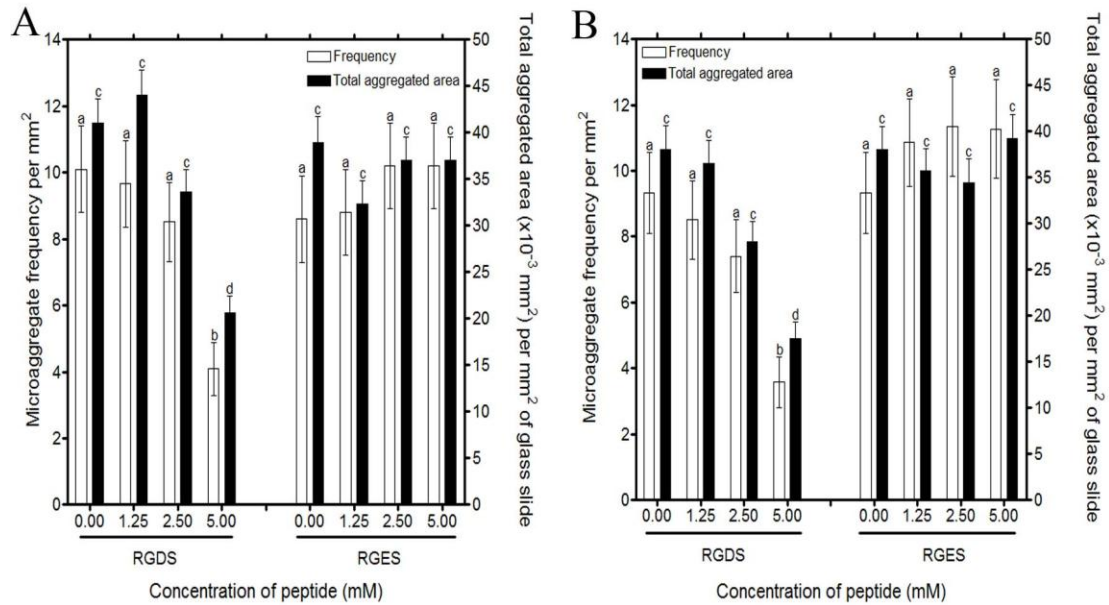 A
Microaggregate frequency per mm²
14
12
10
8
6
4
2
0
Frequency
Total aggregated area
a c a c a c b d a c a c a c a c
50
45
40
35
30
25
20
15
10
5
0
Total aggregated area (x10⁻³ mm²) per mm² of glass slide
0.00 1.25 2.50 5.00 0.00 1.25 2.50 5.00
RGDS RGES
Concentration of peptide (mM)
B
Microaggregate frequency per mm²
14
12
10
8
6
4
2
0
Frequency
Total aggregated area
a c a c a c b d a c a c a c a c
50
45
40
35
30
25
20
15
10
5
0
Total aggregated area (x10⁻³ mm²) per mm² of glass slide
0.00 1.25 2.50 5.00 0.00 1.25 2.50 5.00
RGDS RGES
Concentration of peptide (mM)